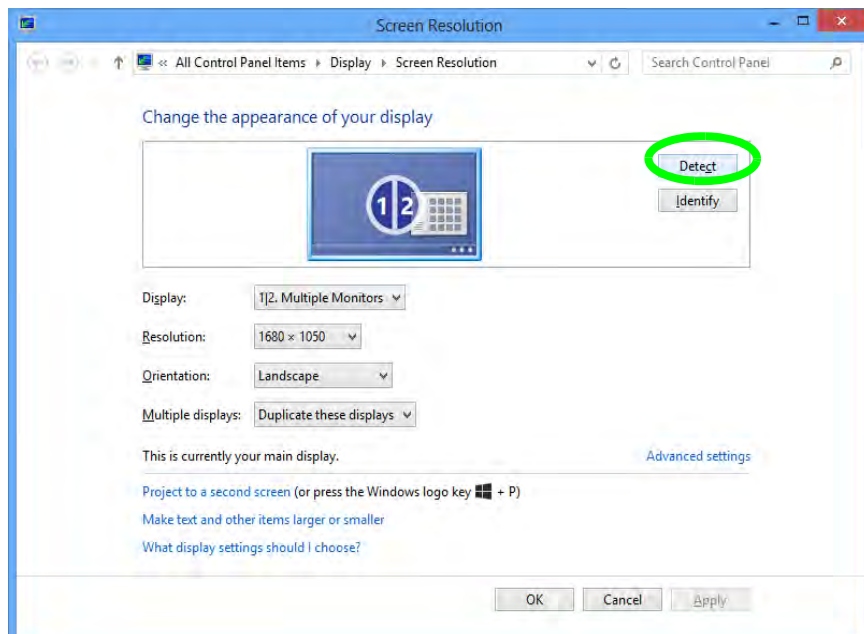 Screen Resolution
« All Control Panel Items Display Screen Resolution Search Control Panel
Change the appearance of your display
Detect
1 2
Identify
Display: 1|2. Multiple Monitors
Resolution: 1680 × 1050
Orientation: Landscape
Multiple displays: Duplicate these displays
This is currently your main display. Advanced settings
Project to a second screen (or press the Windows logo key + P)
Make text and other items larger or smaller
What display settings should I choose?
OK Cancel Apply